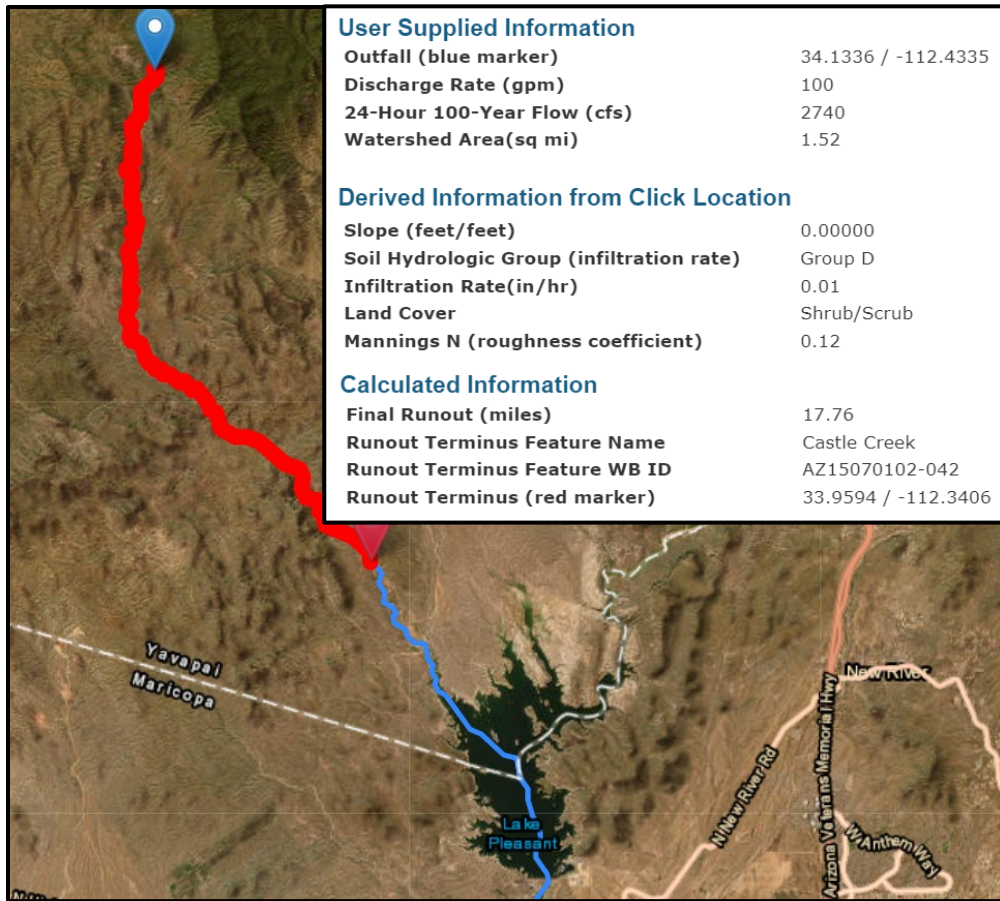 User Supplied Information
Outfall (blue marker) 34.1336 / -112.4335
Discharge Rate (gpm) 100
24-Hour 100-Year Flow (cfs) 2740
Watershed Area(sq mi) 1.52
Derived Information from Click Location
Slope (feet/feet) 0.00000
Soil Hydrologic Group (infiltration rate) Group D
Infiltration Rate(in/hr) 0.01
Land Cover Shrub/Scrub
Mannings N (roughness coefficient) 0.12
Calculated Information
Final Runout (miles) 17.76
Runout Terminus Feature Name Castle Creek
Runout Terminus Feature WB ID AZ15070102-042
Runout Terminus (red marker) 33.9594 / -112.3406
Yavapai
Maricopa
New River
N New River Rd
Arizona Veterans Memorial Hwy
W Anthem Way
Lake
Pleasant